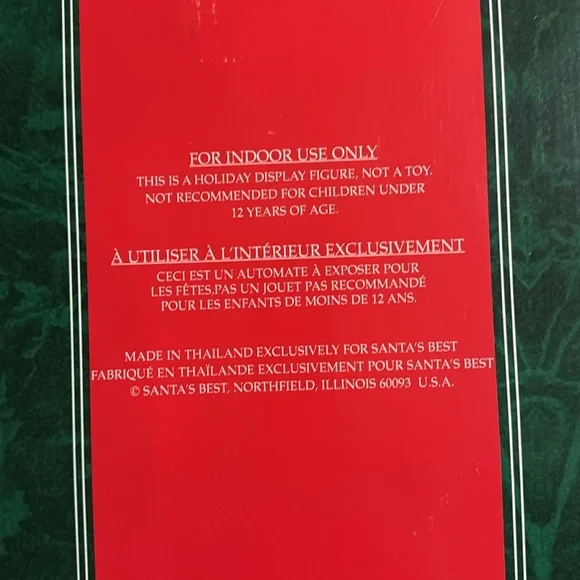 FOR INDOOR USE ONLY
THIS IS A HOLIDAY DISPLAY FIGURE, NOT A TOY.
NOT RECOMMENDED FOR CHILDREN UNDER
12 YEARS OF AGE.
À UTILISER À L'INTÉRIEUR EXCLUSIVEMENT
CECI EST UN AUTOMATE À EXPOSER POUR
LES FÊTES,PAS UN JOUET PAS RECOMMANDÉ
POUR LES ENFANTS DE MOINS DE 12 ANS.
MADE IN THAILAND EXCLUSIVELY FOR SANTA'S BEST
FABRIQUÉ EN THAÏLANDE EXCLUSIVEMENT POUR SANTA'S BEST
© SANTA'S BEST, NORTHFIELD, ILLINOIS 60093 U.S.A.